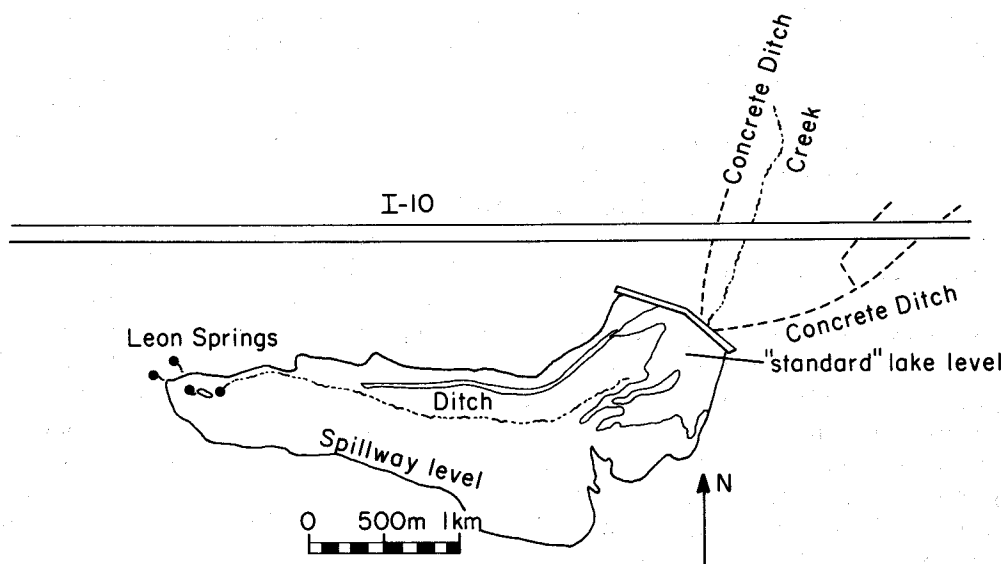 Concrete Ditch
Creek
I-10
Concrete Ditch
Leon Springs
"standard" lake level
Ditch
Spillway level
N
0 500m 1km